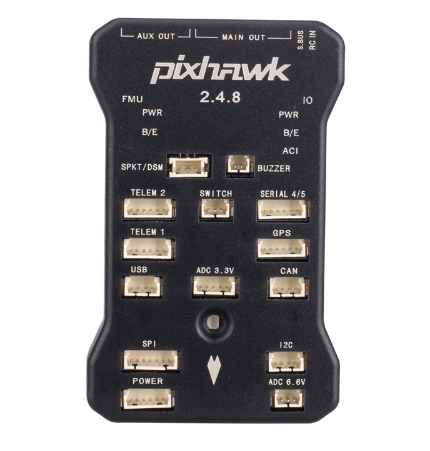 AUX OUT MAIN OUT S.BUS RC IN
pixhawk
2.4.8
FMU IO
PWR PWR
B/E B/E
ACI
SPKT/DSM BUZZER
TELEM 2 SWITCH SERIAL 4/5
TELEM 1 GPS
USB ADC 3.3V CAN
SPI I2C
POWER ADC 6.6V